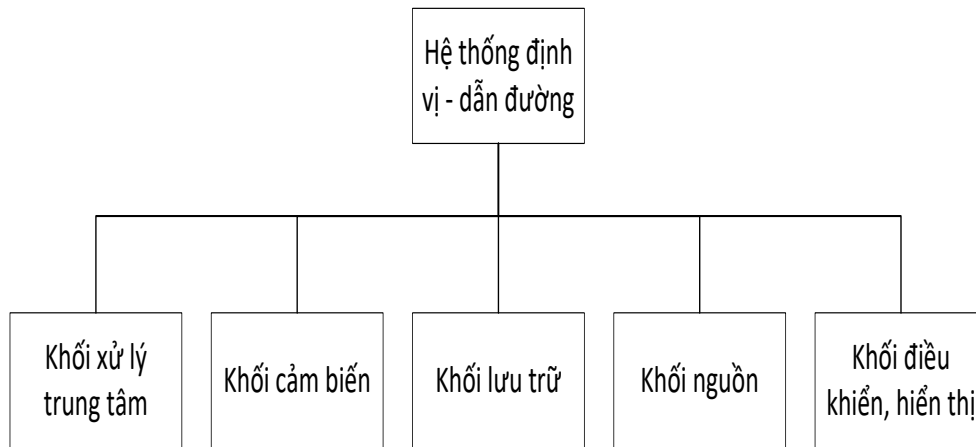 Hệ thống định
vị - dẫn đường
Khối xử lý
trung tâm
Khối cảm biến
Khối lưu trữ
Khối nguồn
Khối điều
khiển, hiển thị